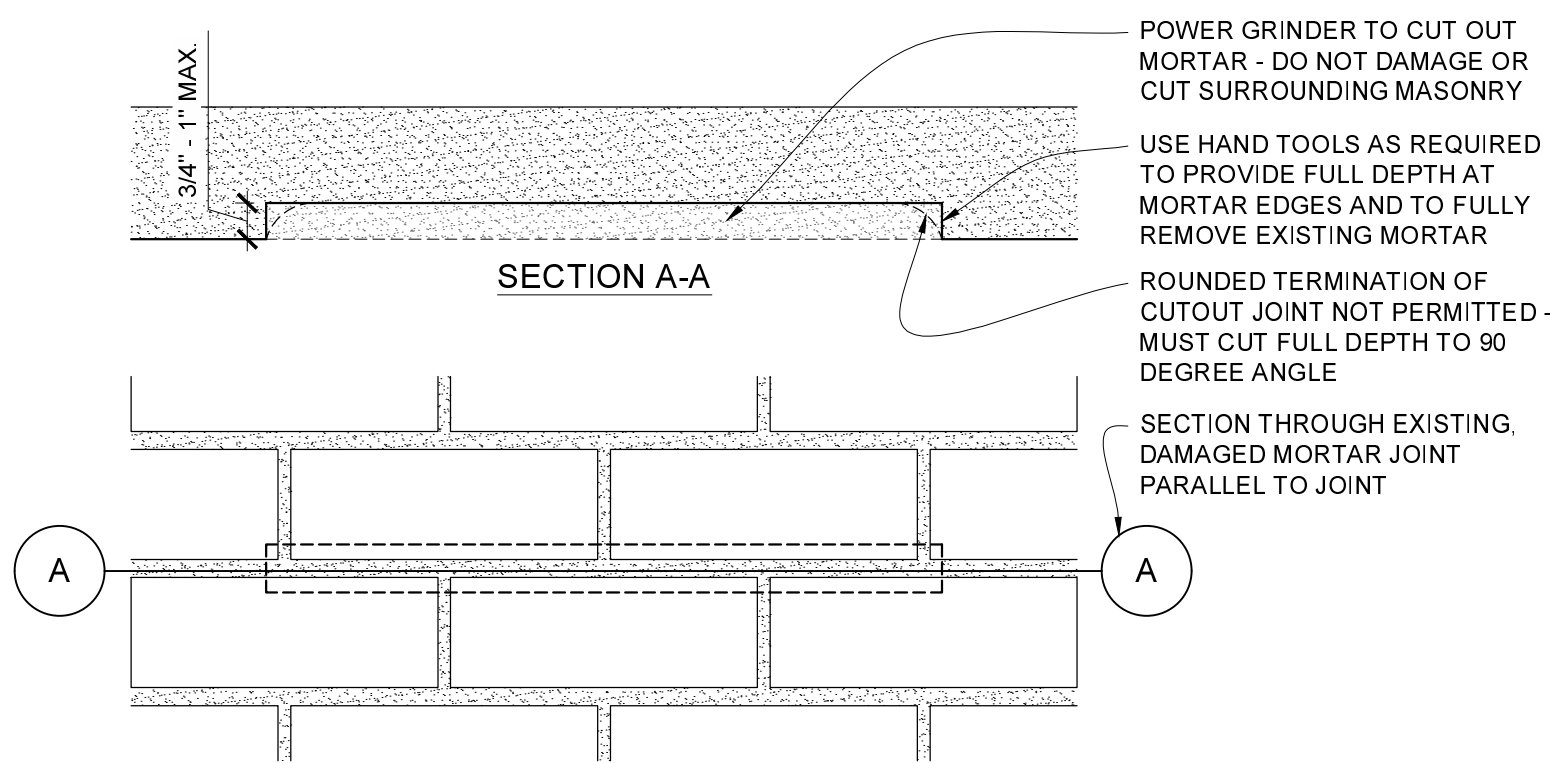 POWER GRINDER TO CUT OUT
MORTAR - DO NOT DAMAGE OR
CUT SURROUNDING MASONRY
3/4" - 1" MAX.
USE HAND TOOLS AS REQUIRED
TO PROVIDE FULL DEPTH AT
MORTAR EDGES AND TO FULLY
REMOVE EXISTING MORTAR
SECTION A-A
ROUNDED TERMINATION OF
CUTOUT JOINT NOT PERMITTED -
MUST CUT FULL DEPTH TO 90
DEGREE ANGLE
SECTION THROUGH EXISTING,
DAMAGED MORTAR JOINT
PARALLEL TO JOINT
A
A